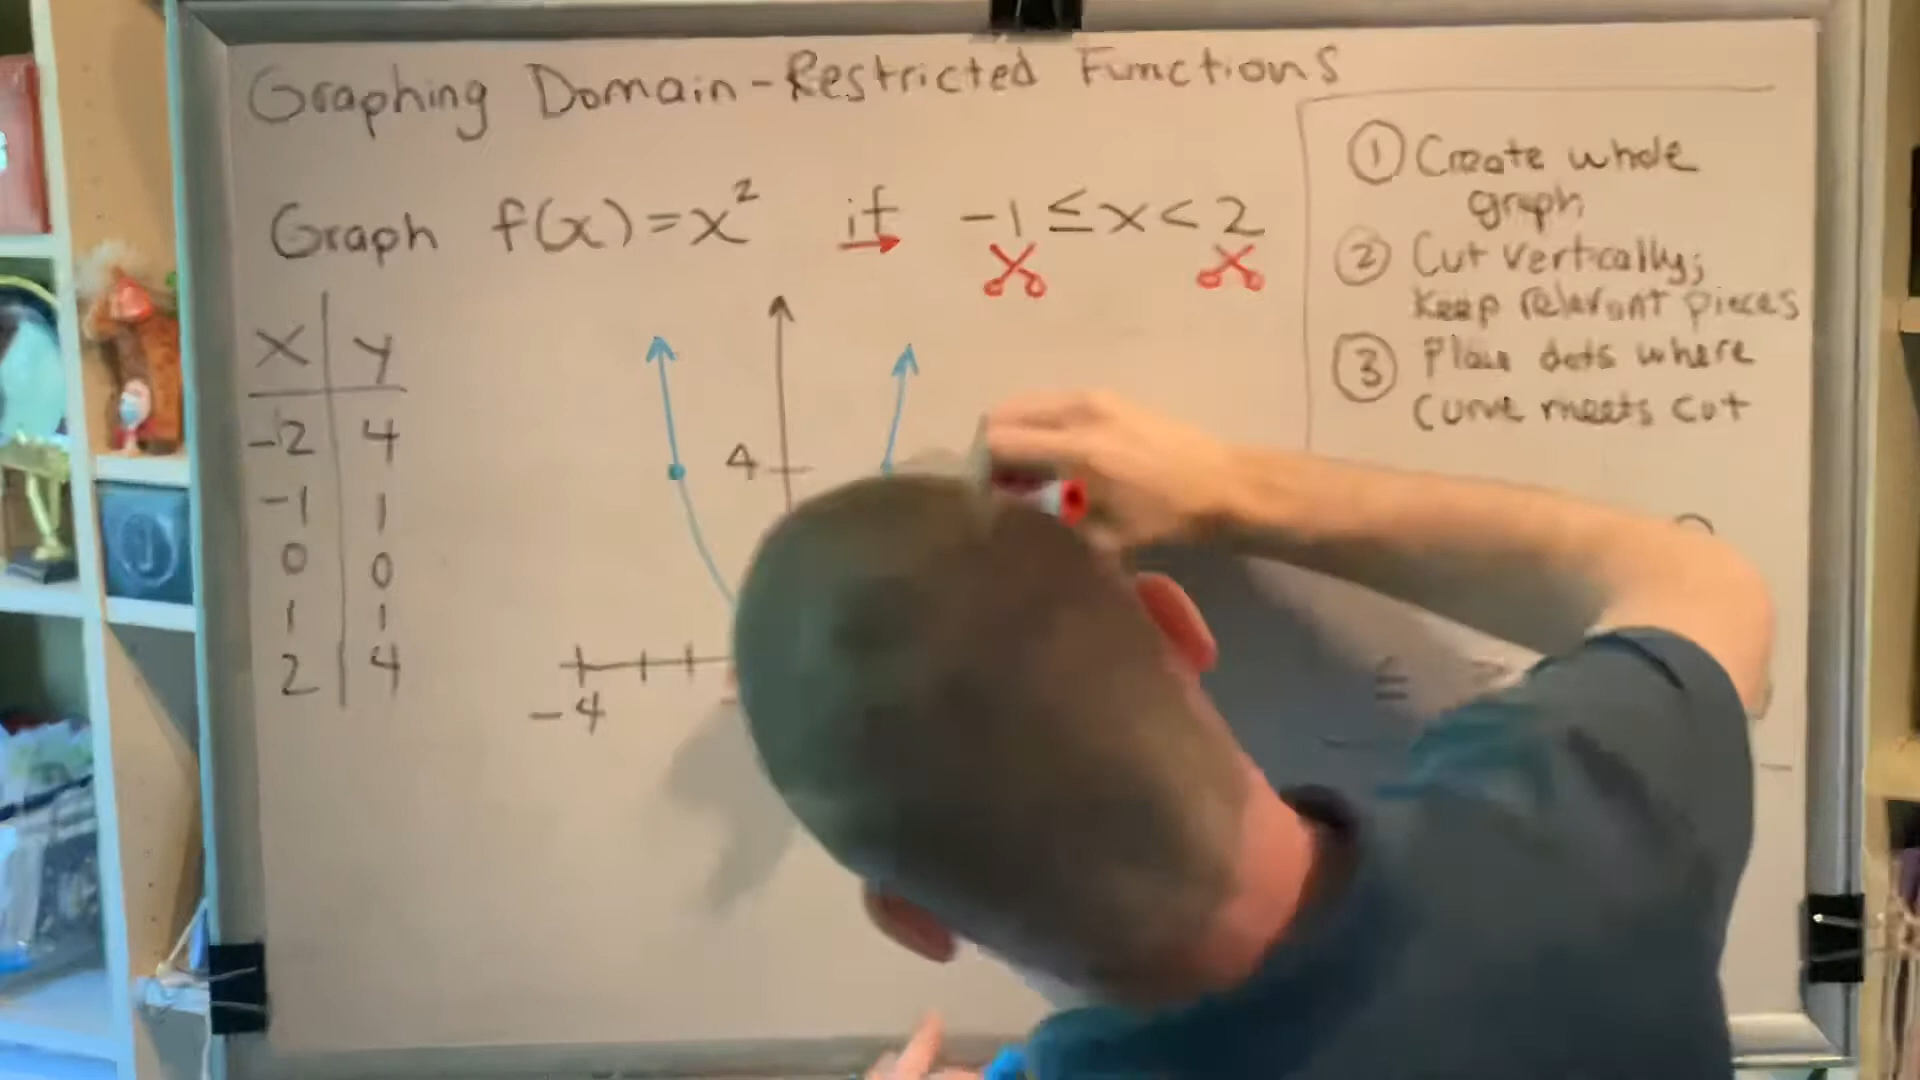 Graphing Domain-Restricted Functions
Graph f(x)=x² if -1 ≤ x < 2
x y
-2 4
-1 1
0 0
1 1
2 4
4
-4
① Create whole
graph
② Cut vertically;
keep relevant pieces
③ Place dots where
curve meets cut